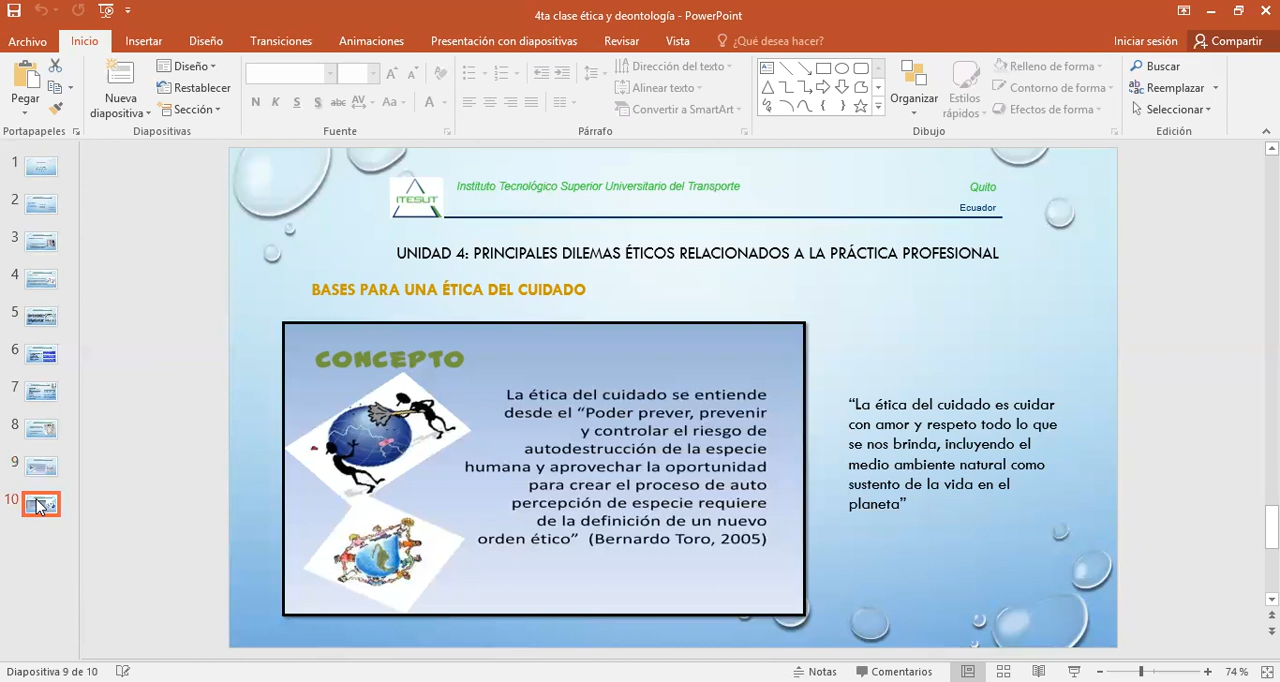 4ta clase ética y deontología - PowerPoint
Archivo
Inicio
Insertar
Diseño
Transiciones
Animaciones
Presentación con diapositivas
Revisar
Vista
¿Qué desea hacer?
Iniciar sesión
Compartir
Pegar
Nueva
diapositiva
Diseño
Restablecer
Sección
N K S S abc AV Aa A
Dirección del texto
Alinear texto
Convertir a SmartArt
Organizar
Estilos
rápidos
Relleno de forma
Contorno de forma
Efectos de forma
Buscar
Reemplazar
Seleccionar
Portapapeles
Diapositivas
Fuente
Párrafo
Dibujo
Edición
1
2
3
4
5
6
7
8
9
10
ITESUT
Instituto Tecnológico Superior Universitario del Transporte
Quito
Ecuador
UNIDAD 4: PRINCIPALES DILEMAS ÉTICOS RELACIONADOS A LA PRÁCTICA PROFESIONAL
BASES PARA UNA ÉTICA DEL CUIDADO
CONCEPTO
La ética del cuidado se entiende
desde el “Poder prever, prevenir
y controlar el riesgo de
autodestrucción de la especie
humana y aprovechar la oportunidad
para crear el proceso de auto
percepción de especie requiere
de la definición de un nuevo
orden ético” (Bernardo Toro, 2005)
“La ética del cuidado es cuidar
con amor y respeto todo lo que
se nos brinda, incluyendo el
medio ambiente natural como
sustento de la vida en el
planeta”
Diapositiva 9 de 10
Notas
Comentarios
74 %